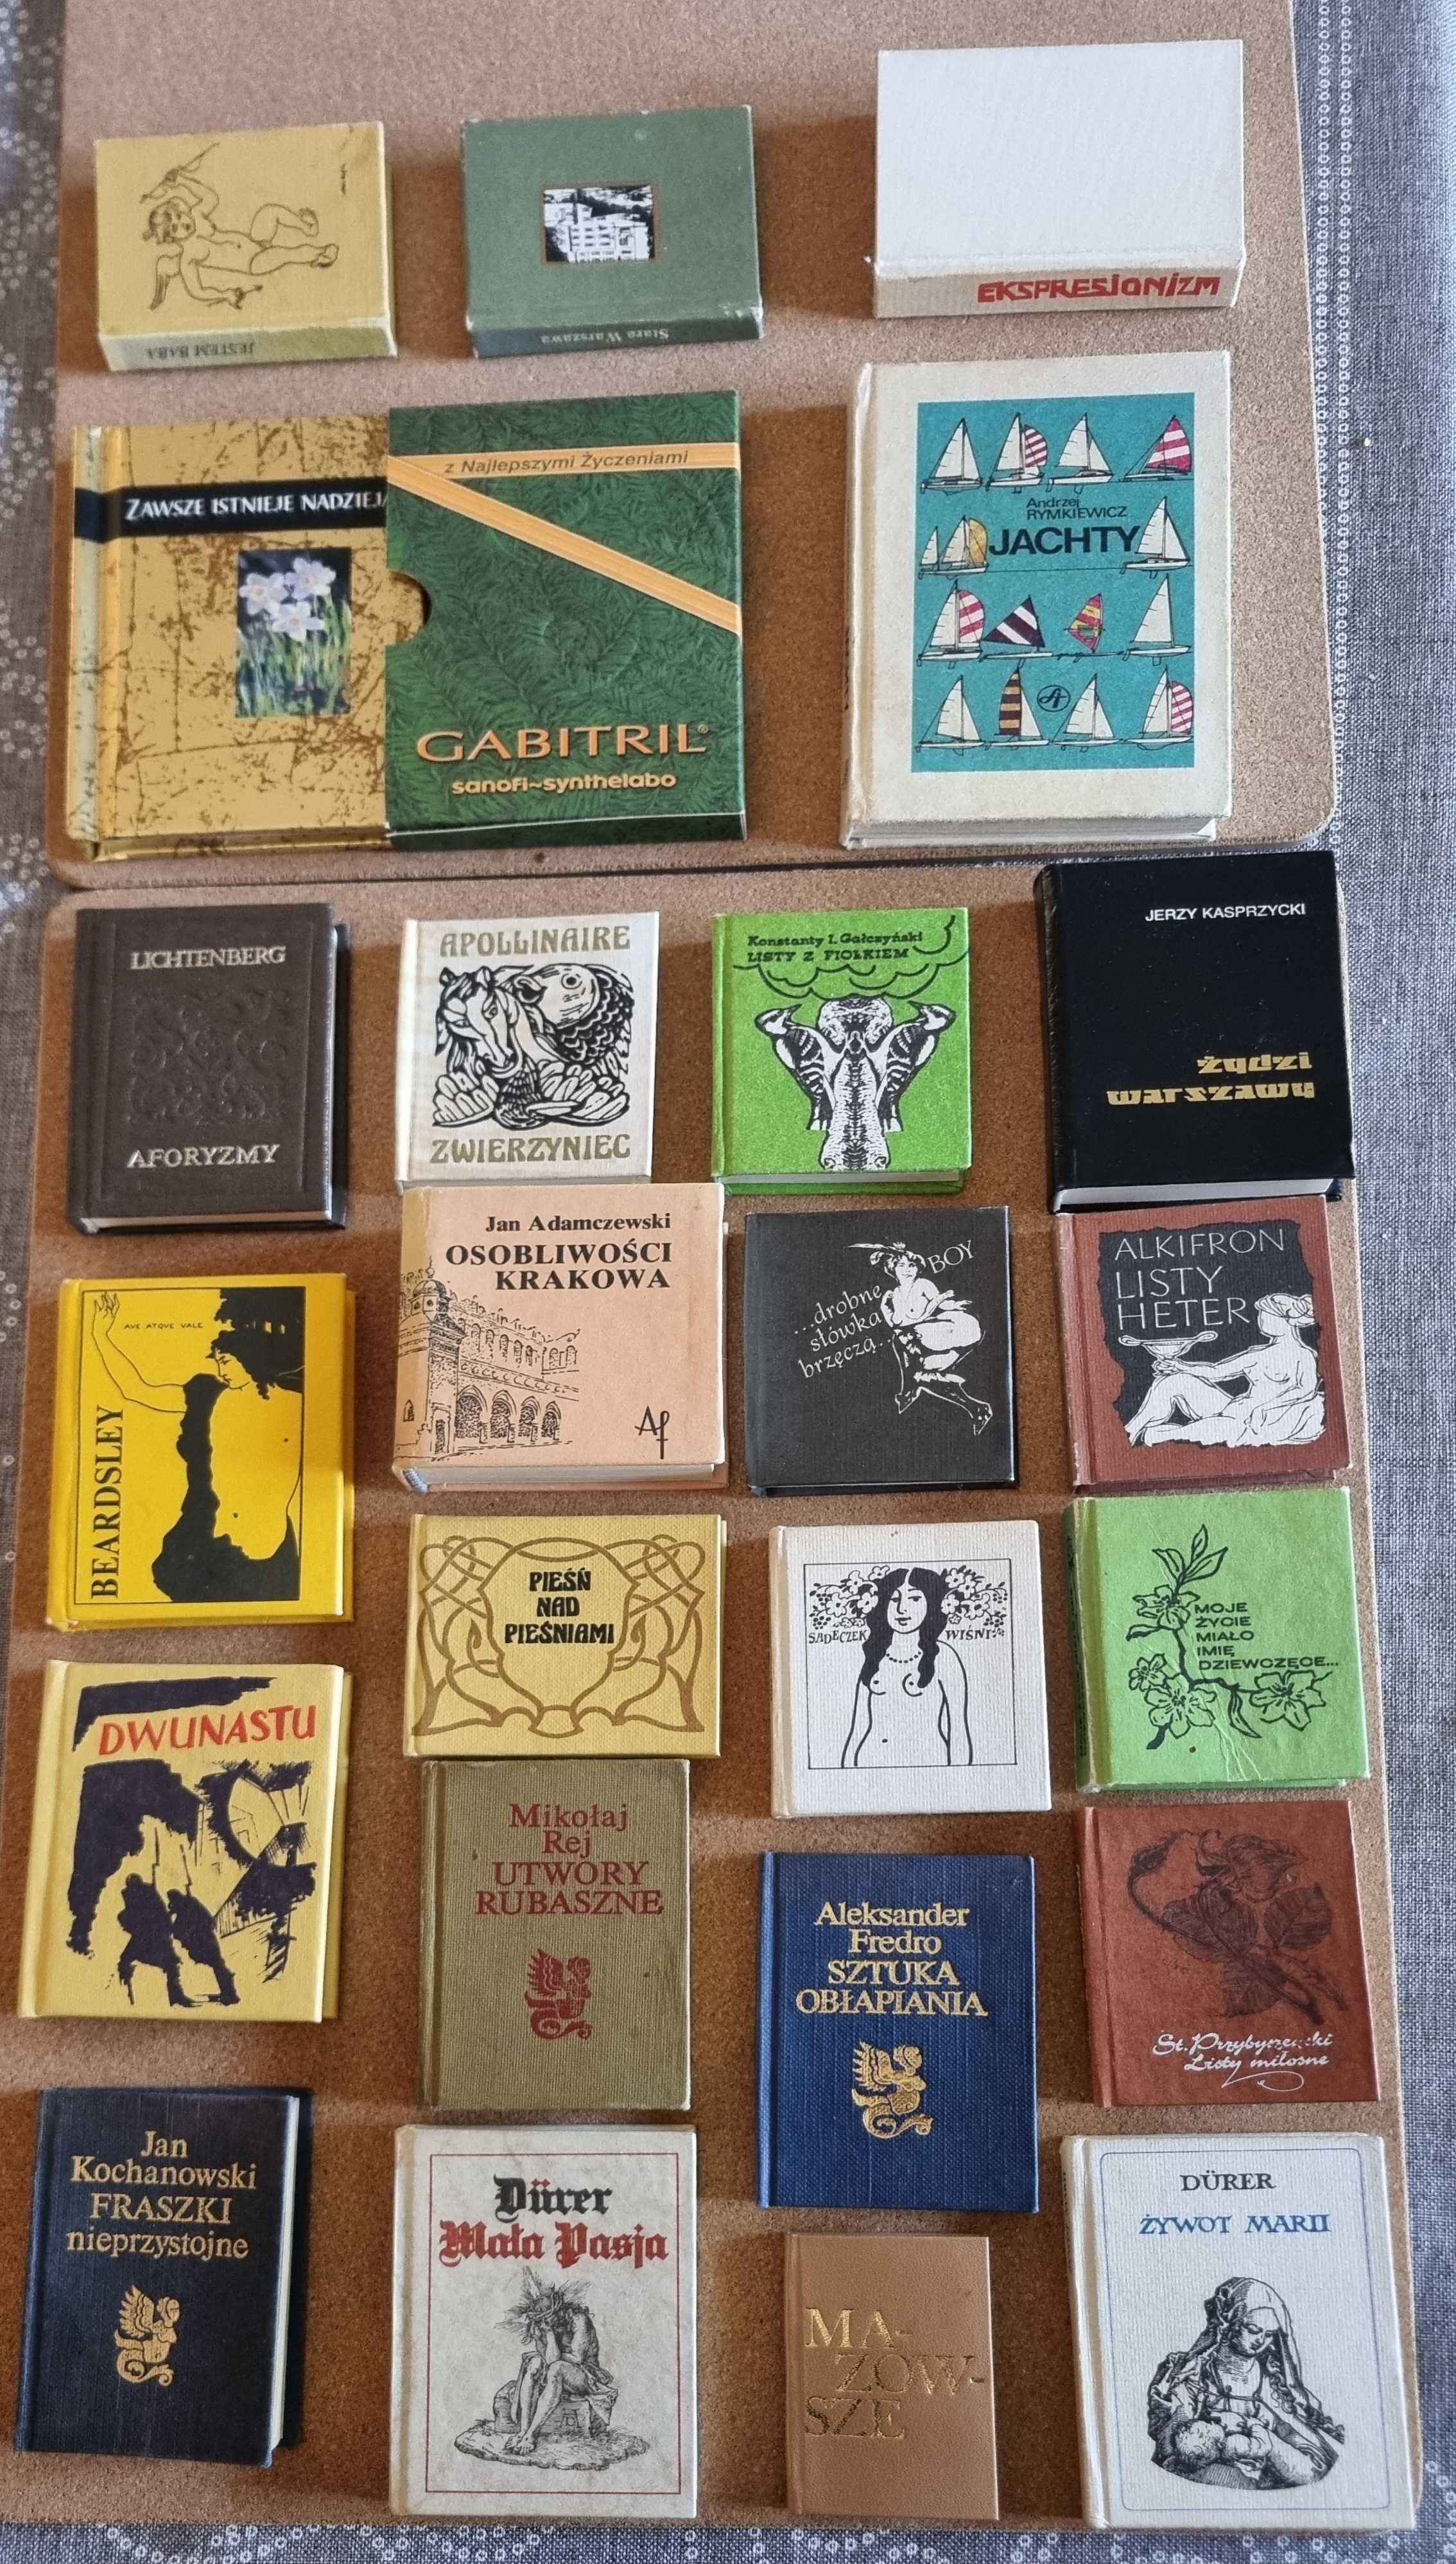 JESTEM BABA
Stara Warszawa
EKSPRESJONIZM
ZAWSZE ISTNIEJE NADZIEJA
z Najlepszymi Życzeniami
GABITRIL®
sanofi~synthelabo
Andrzej
RYMKIEWICZ
JACHTY
LICHTENBERG
AFORYZMY
APOLLINAIRE
ZWIERZYNIEC
Konstanty I. Gałczyński
LISTY Z FIOŁKIEM
JERZY KASPRZYCKI
żydzi
warszawy
BEARDSLEY
AVE ATQVE VALE
Jan Adamczewski
OSOBLIWOŚCI
KRAKOWA
Af
BOY
...drobne
słówka
brzęczą...
ALKIFRON
LISTY
HETER
DWUNASTU
PIEŚŃ
NAD
PIEŚNIAMI
SADECZEK WIŚNI
MOJE
ŻYCIE
MIAŁO
IMIĘ
DZIEWCZĘCE...
Mikołaj
Rej
UTWORY
RUBASZNE
Aleksander
Fredro
SZTUKA
OBŁAPIANIA
St. Przybyszewski
Listy miłosne
Jan
Kochanowski
FRASZKI
nieprzystojne
Dürer
Mała Pasja
MA-
ZOW-
SZE
DÜRER
ŻYWOT MARII